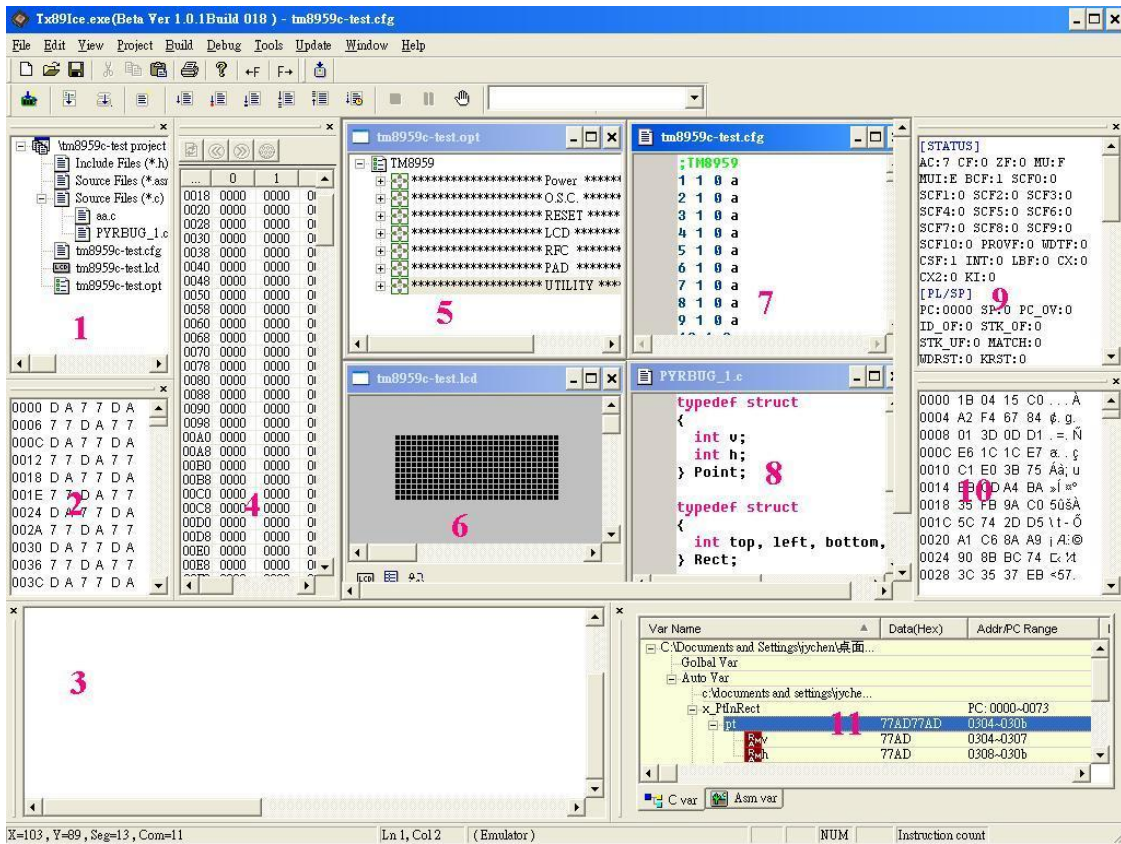 Tx89Ice.exe(Beta Ver 1.0.1Build 018 ) - tm8959c-test.cfg
File Edit View Project Build Debug Tools Update Window Help
\tm8959c-test project
Include Files (*.h)
Source Files (*.asr
Source Files (*.c)
aa.c
PYRBUG_1.c
tm8959c-test.cfg
tm8959c-test.lcd
tm8959c-test.opt
1
0000 D A 7 7 D A
0006 7 7 D A 7 7
000C D A 7 7 D A
0012 7 7 D A 7 7
0018 D A 7 7 D A
001E 7 7 D A 7 7
0024 D A 7 7 D A
002A 7 7 D A 7 7
0030 D A 7 7 D A
0036 7 7 D A 7 7
003C D A 7 7 D A
2
... 0 1
0018 0000 0000
0020 0000 0000
0028 0000 0000
0030 0000 0000
0038 0000 0000
0040 0000 0000
0048 0000 0000
0050 0000 0000
0058 0000 0000
0060 0000 0000
0068 0000 0000
0070 0000 0000
0078 0000 0000
0080 0000 0000
0088 0000 0000
0090 0000 0000
0098 0000 0000
00A0 0000 0000
00A8 0000 0000
00B0 0000 0000
00B8 0000 0000
00C0 0000 0000
00C8 0000 0000
00D0 0000 0000
00D8 0000 0000
00E0 0000 0000
00E8 0000 0000
4
tm8959c-test.opt
TM8959
******************** Power ******
******************** O.S.C. *****
******************** RESET *****
******************** LCD ******
******************** RFC ******
******************** PAD ******
******************** UTILITY ****
5
tm8959c-test.cfg
;TM8959
1 1 0 a
2 1 0 a
3 1 0 a
4 1 0 a
5 1 0 a
6 1 0 a
7 1 0 a
8 1 0 a
9 1 0 a
7
tm8959c-test.lcd
6
LCD
PYRBUG_1.c
typedef struct
{
int v;
int h;
} Point;
typedef struct
{
int top, left, bottom,
} Rect;
8
[STATUS]
AC:7 CF:0 ZF:0 MU:F
MUI:E BCF:1 SCF0:0
SCF1:0 SCF2:0 SCF3:0
SCF4:0 SCF5:0 SCF6:0
SCF7:0 SCF8:0 SCF9:0
SCF10:0 PROVF:0 WDTF:0
CSF:1 INT:0 LBF:0 CX:0
CX2:0 KI:0
[PL/SP]
PC:0000 SP:0 PC_OV:0
ID_OF:0 STK_OF:0
STK_UF:0 MATCH:0
WDRST:0 KRST:0
9
0000 1B 04 15 C0 . . . À
0004 A2 F4 67 84 ¢. g.
0008 01 3D 0D D1 . =. Ñ
000C E6 1C 1C E7 æ. . ç
0010 C1 E0 3B 75 Áà; u
0014 A4 BA »Í ¤º
0018 35 FB 9A C0 5ûšÀ
001C 5C 74 2D D5 \t-Õ
0020 A1 C6 8A A9
0024 90 8B BC 74
0028 3C 35 37 EB <57.
10
3
Var Name Data(Hex) Addr/PC Range
C:\Documents and Settings\jychen\桌面...
Golbal Var
Auto Var
c:\documents and settings\jyche...
x_PtInRect PC: 0000~0073
pt 77AD77AD 0304~030b
v 77AD 0304~0307
h 77AD 0308~030b
11
C var Asm var
X=103 , Y=89 , Seg=13 , Com=11 Ln 1, Col 2 ( Emulator ) NUM Instruction count